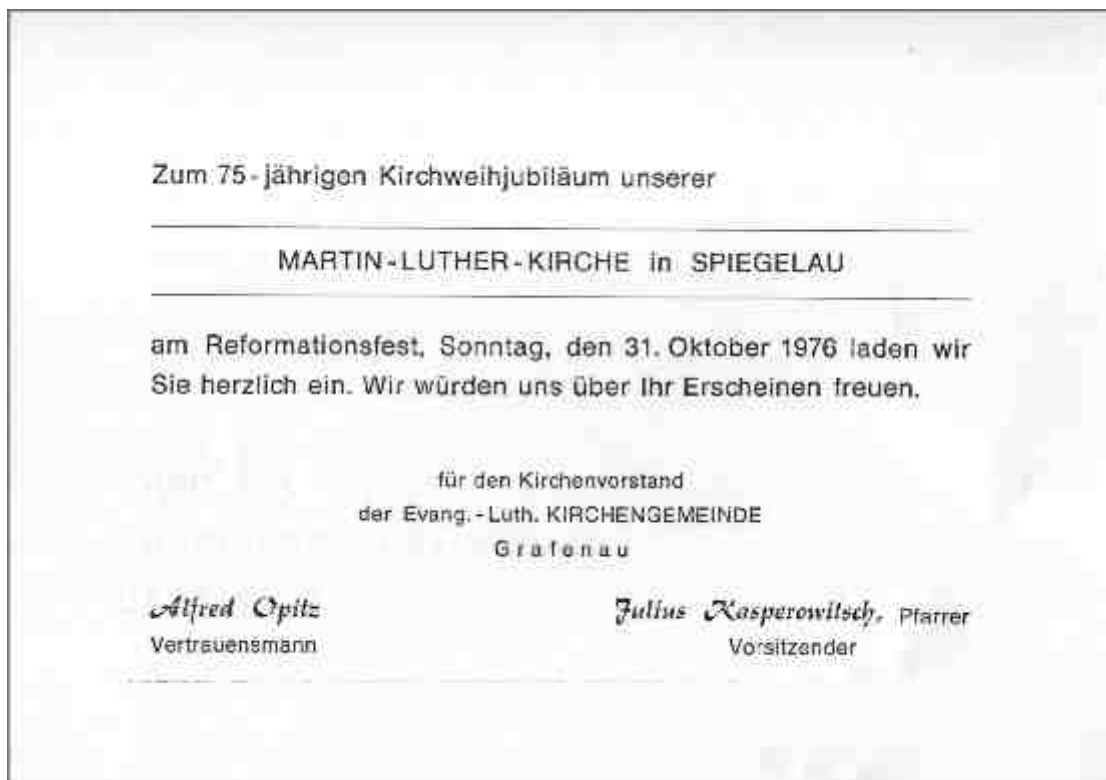 Zum 75-jährigen Kirchweihjubiläum unserer
MARTIN-LUTHER-KIRCHE in SPIEGELAU
am Reformationsfest, Sonntag, den 31. Oktober 1976 laden wir
Sie herzlich ein. Wir würden uns über Ihr Erscheinen freuen.
für den Kirchenvorstand
der Evang.-Luth. KIRCHENGEMEINDE
Grafenau
Alfred Opitz
Julius Kasperowitsch, Pfarrer
Vertrauensmann
Vorsitzender